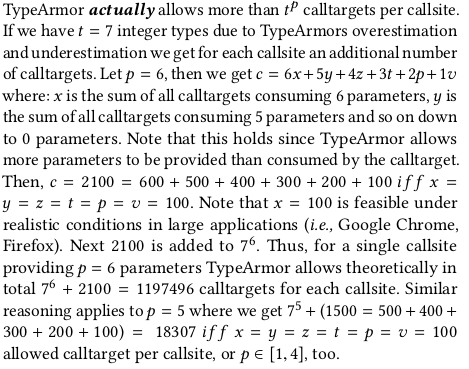 TypeArmor actually allows more than t^p calltargets per callsite.
If we have t = 7 integer types due to TypeArmors overestimation
and underestimation we get for each callsite an additional number
of calltargets. Let p = 6, then we get c = 6x+5y+4z+3t+2p+1v
where: x is the sum of all calltargets consuming 6 parameters, y is
the sum of all calltargets consuming 5 parameters and so on down
to 0 parameters. Note that this holds since TypeArmor allows
more parameters to be provided than consumed by the calltarget.
Then, c = 2100 = 600 + 500 + 400 + 300 + 200 + 100 iff x =
y = z = t = p = v = 100. Note that x = 100 is feasible under
realistic conditions in large applications (i.e., Google Chrome,
Firefox). Next 2100 is added to 7^6. Thus, for a single callsite
providing p = 6 parameters TypeArmor allows theoretically in
total 7^6 + 2100 = 1197496 calltargets for each callsite. Similar
reasoning applies to p = 5 where we get 7^5 + (1500 = 500 + 400 +
300 + 200 + 100) = 18307 iff x = y = z = t = p = v = 100
allowed calltarget per callsite, or p ∈ [1, 4], too.